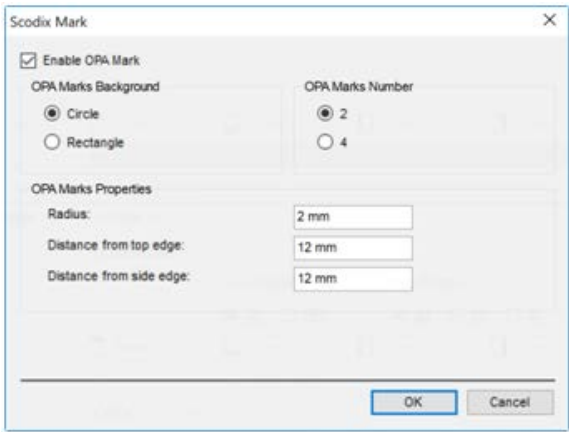 Scodix Mark
Enable OPA Mark
OPA Marks Background
OPA Marks Number
Circle
2
Rectangle
4
OPA Marks Properties
Radius: 2 mm
Distance from top edge: 12 mm
Distance from side edge: 12 mm
OK Cancel